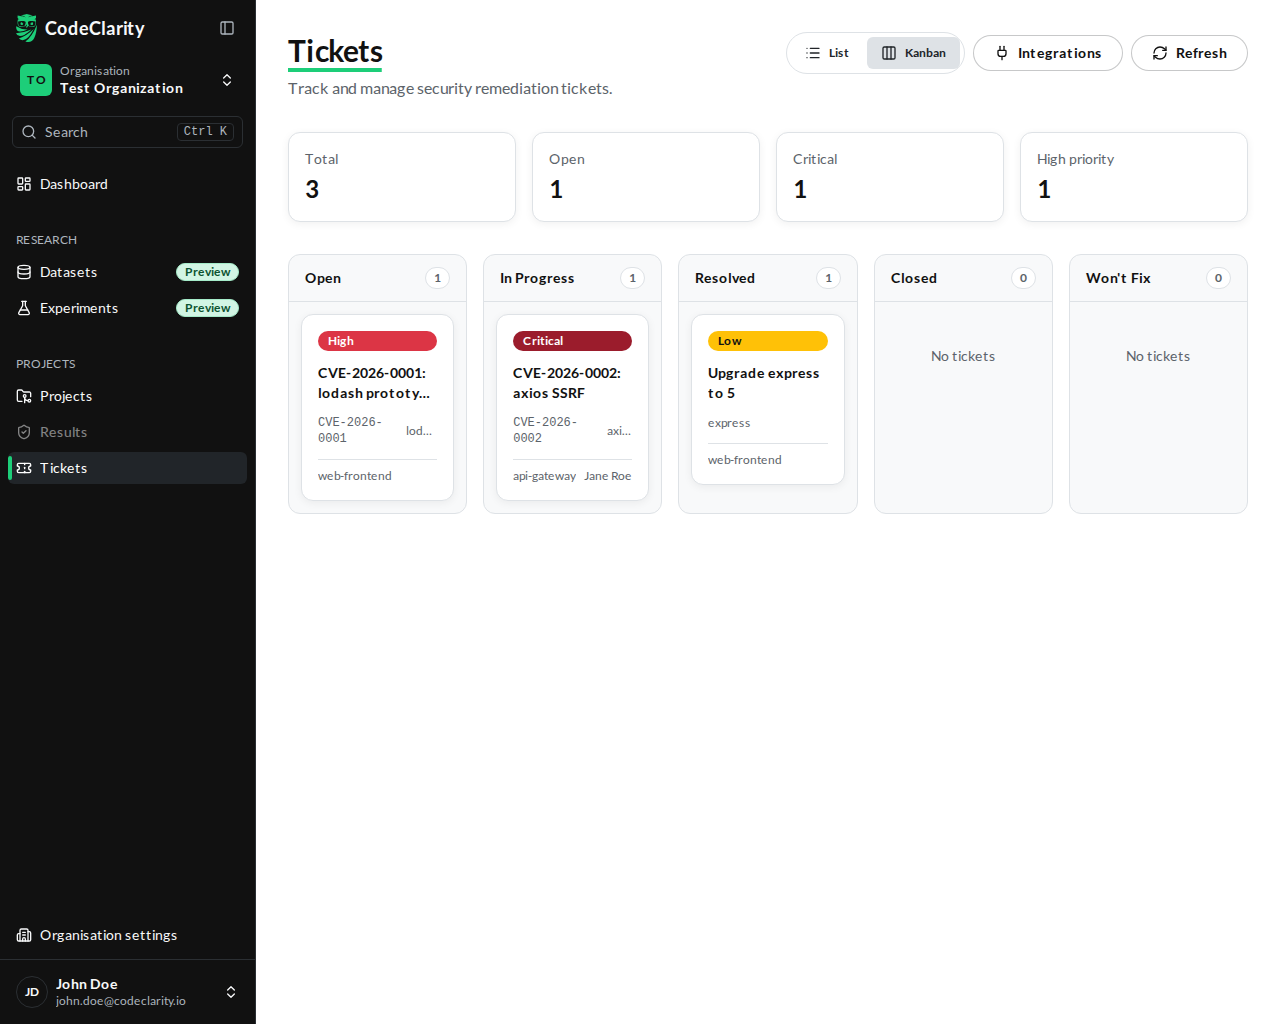 CodeClarity
TO
Organisation
Test Organization
Search
Ctrl K
Dashboard
RESEARCH
Datasets
Preview
Experiments
Preview
PROJECTS
Projects
Results
Tickets
Organisation settings
JD
John Doe
john.doe@codeclarity.io
Tickets
Track and manage security remediation tickets.
List
Kanban
Integrations
Refresh
Total
3
Open
1
Critical
1
High priority
1
Open
1
High
CVE-2026-0001:
lodash prototy...
CVE-2026-
0001
lod...
web-frontend
In Progress
1
Critical
CVE-2026-0002:
axios SSRF
CVE-2026-
0002
axi...
api-gateway
Jane Roe
Resolved
1
Low
Upgrade express
to 5
express
web-frontend
Closed
0
No tickets
Won't Fix
0
No tickets